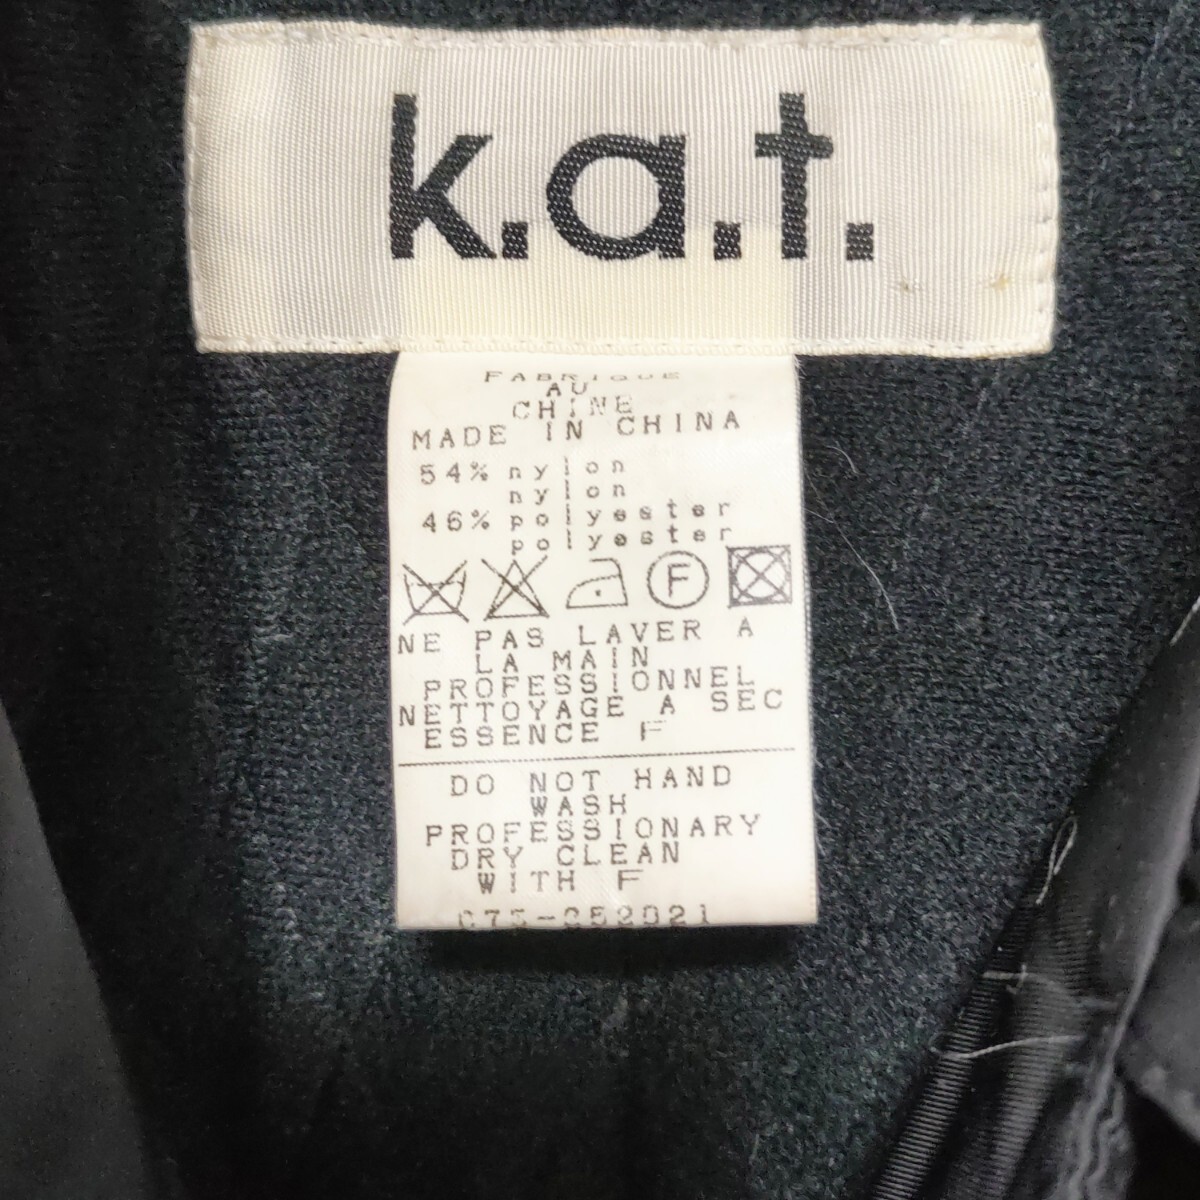 k.a.t.
FABRIQUE
AU
CHINE
MADE IN CHINA
54% nylon
nylon
46% polyester
polyester
F
NE PAS LAVER A
LA MAIN
PROFESSIONNEL
NETTOYAGE A SEC
ESSENCE F
DO NOT HAND
WASH
PROFESSIONARY
DRY CLEAN
WITH F